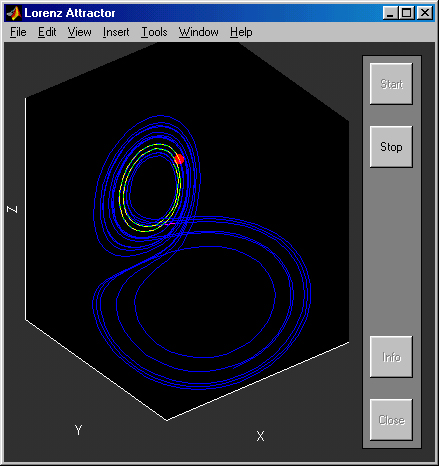 Lorenz Attractor
File Edit View Insert Tools Window Help
Start
Stop
Z
Info
Close
Y
X